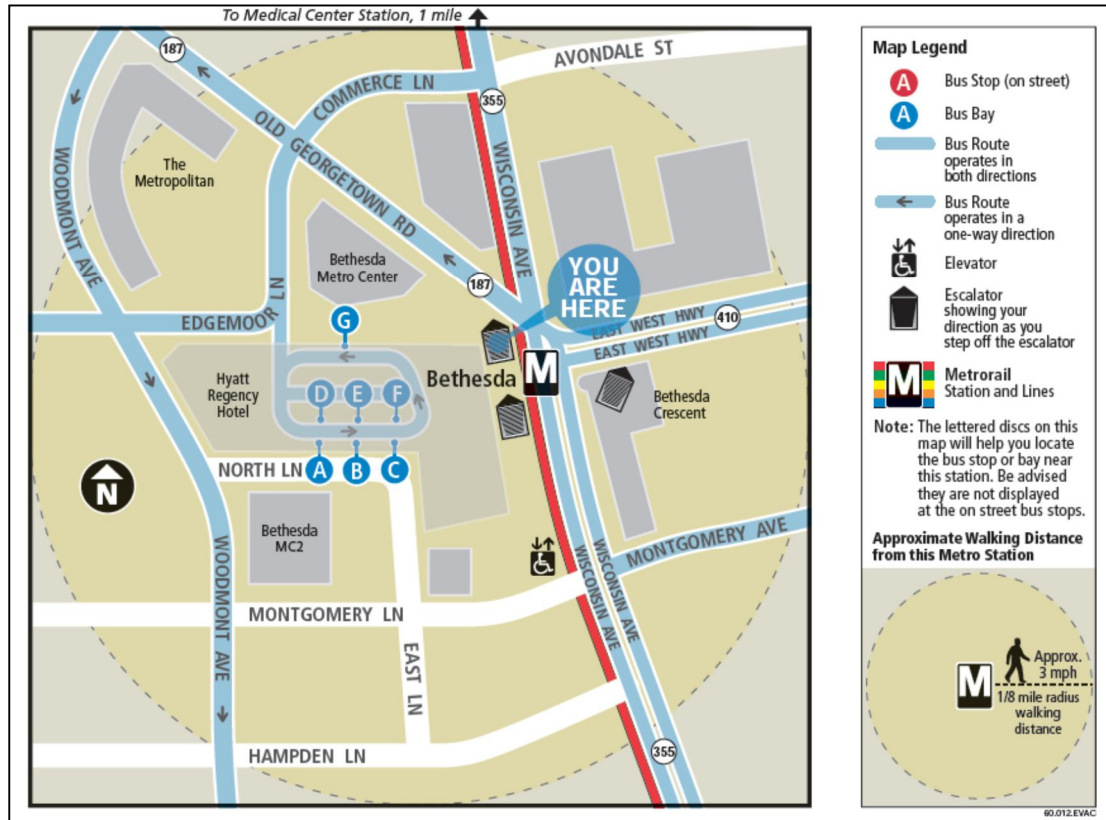 To Medical Center Station, 1 mile
187
AVONDALE ST
COMMERCE LN
355
OLD GEORGETOWN RD
WISCONSIN AVE
WOODMONT AVE
The
Metropolitan
Bethesda
Metro Center
187
YOU
ARE
HERE
410
EAST WEST HWY
EAST WEST HWY
EDGEMOOR LN
G
Hyatt
Regency
Hotel
Bethesda
M
Bethesda
Crescent
D
E
F
NORTH LN
A
B
C
N
Bethesda
MC2
WOODMONT AVE
MONTGOMERY AVE
WISCONSIN AVE
WISCONSIN AVE
MONTGOMERY LN
EAST LN
HAMPDEN LN
355
Map Legend
A
Bus Stop (on street)
A
Bus Bay
Bus Route
operates in
both directions
Bus Route
operates in a
one-way direction
Elevator
Escalator
showing your
direction as you
step off the escalator
M
Metrorail
Station and Lines
Note: The lettered discs on this
map will help you locate
the bus stop or bay near
this station. Be advised
they are not displayed
at the on street bus stops.
Approximate Walking Distance
from this Metro Station
M
Approx.
3 mph
1/8 mile radius
walking
distance
60.012.EVAC